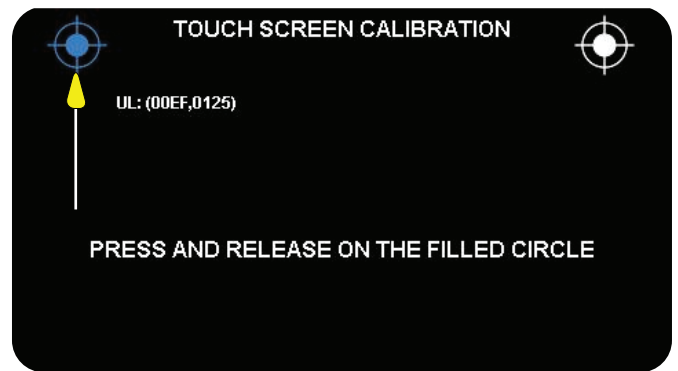 TOUCH SCREEN CALIBRATION
UL: (00EF,0125)
PRESS AND RELEASE ON THE FILLED CIRCLE